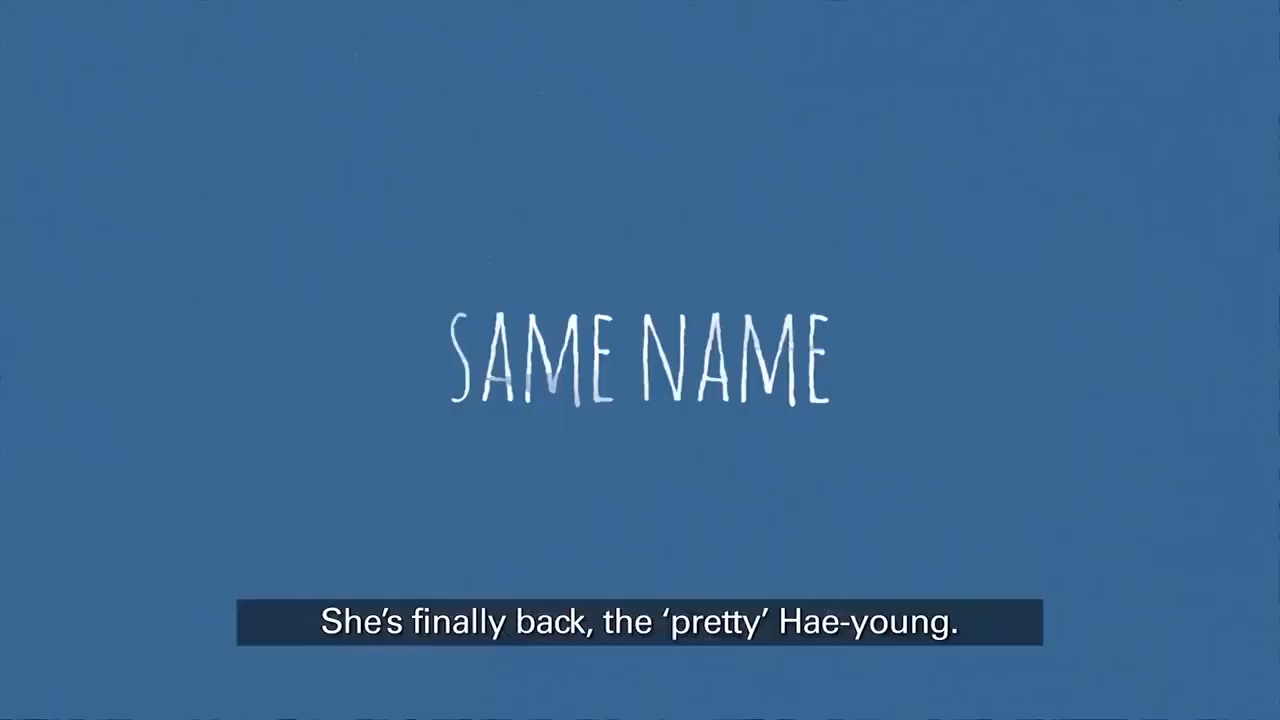 SAME NAME
She’s finally back, the ‘pretty’ Hae-young.